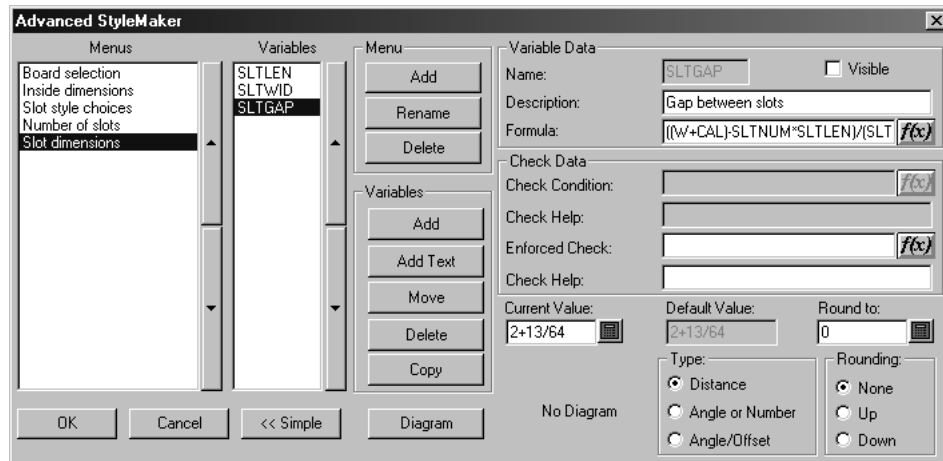 Advanced StyleMaker
Menus
Board selection
Inside dimensions
Slot style choices
Number of slots
Slot dimensions
Variables
SLTLEN
SLTWID
SLTGAP
Menu
Add
Rename
Delete
Variables
Add
Add Text
Move
Delete
Copy
Variable Data
Name: SLTGAP Visible
Description: Gap between slots
Formula: ((W+CAL)-SLTNUM*SLTLEN)/(SLT f(x)
Check Data
Check Condition: f(x)
Check Help:
Enforced Check: f(x)
Check Help:
Current Value: Default Value: Round to:
2+13/64 2+13/64 0
No Diagram
Type:
Distance
Angle or Number
Angle/Offset
Rounding:
None
Up
Down
OK Cancel << Simple Diagram